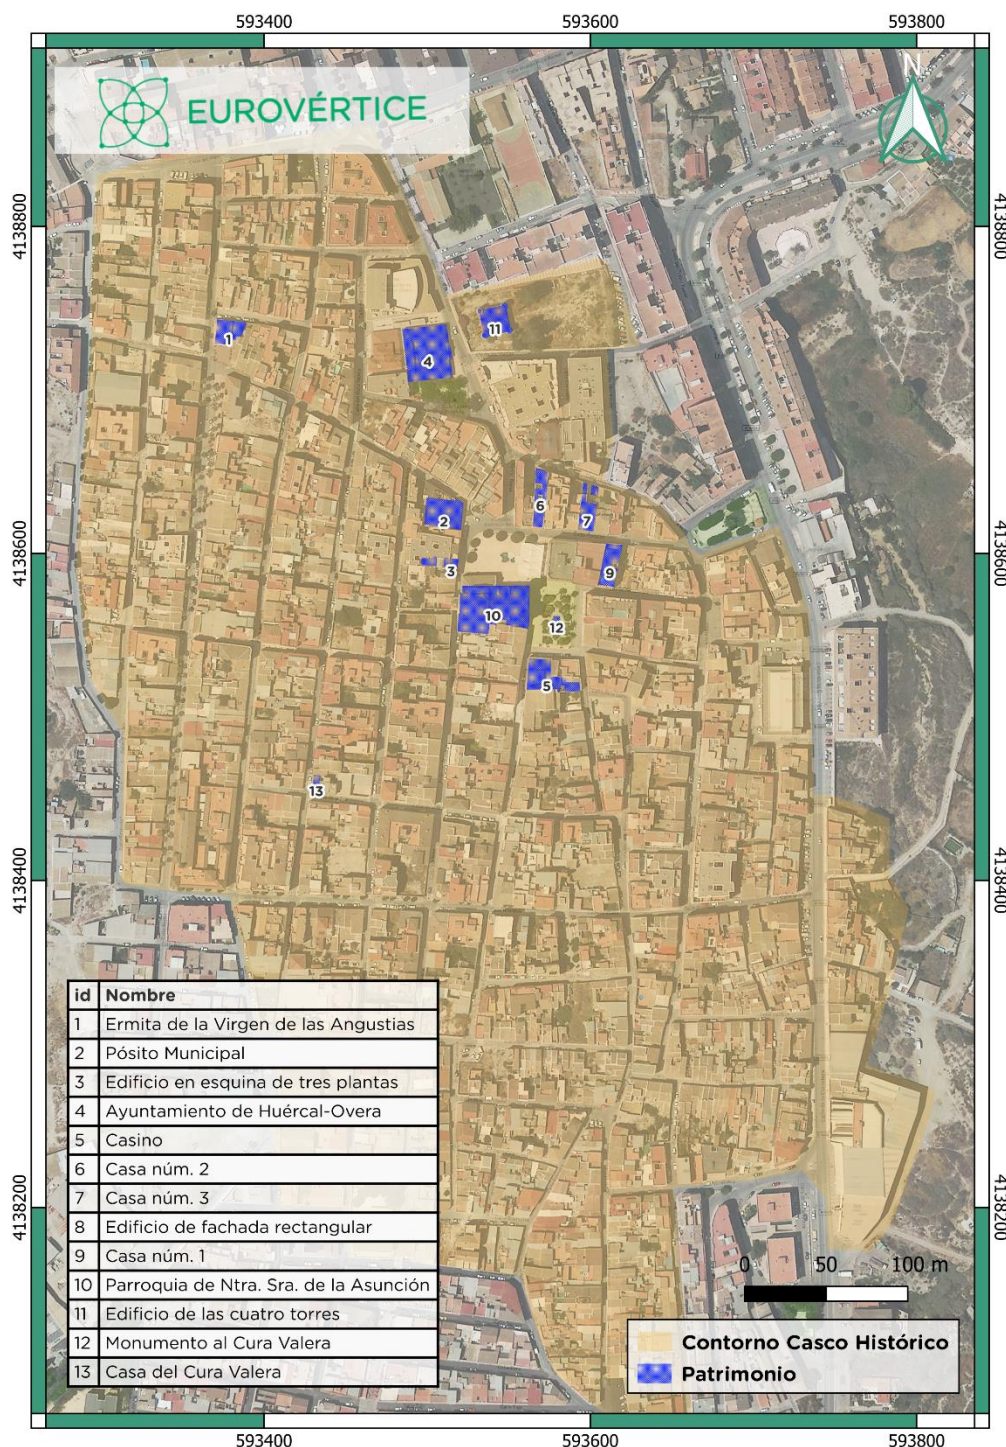 593400 593600 593800
EUROVÉRTICE
N
4138800 4138800
1
11
4
6
2
7
4138600 4138600
3
9
10
12
5
13
4138400 4138400
id Nombre
1 Ermita de la Virgen de las Angustias
2 Pósito Municipal
3 Edificio en esquina de tres plantas
4 Ayuntamiento de Huércal-Overa
5 Casino
6 Casa núm. 2
7 Casa núm. 3
8 Edificio de fachada rectangular
9 Casa núm. 1
10 Parroquia de Ntra. Sra. de la Asunción
11 Edificio de las cuatro torres
12 Monumento al Cura Valera
13 Casa del Cura Valera
4138200 4138200
0 50 100 m
Contorno Casco Histórico
Patrimonio
593400 593600 593800